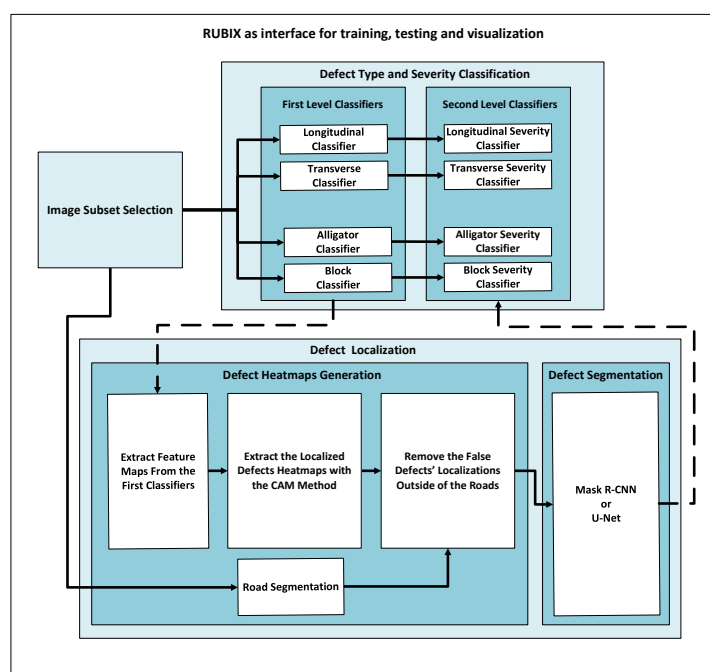 RUBIX as interface for training, testing and visualization
Defect Type and Severity Classification
First Level Classifiers
Second Level Classifiers
Longitudinal
Classifier
Longitudinal Severity
Classifier
Transverse
Classifier
Transverse Severity
Classifier
Image Subset Selection
Alligator
Classifier
Alligator Severity
Classifier
Block
Classifier
Block Severity
Classifier
Defect Localization
Defect Heatmaps Generation
Defect Segmentation
Extract Feature
Maps From the
First Classifiers
Extract the Localized
Defects Heatmaps with
the CAM Method
Remove the False
Defects' Localizations
Outside of the Roads
Mask R-CNN
or
U-Net
Road Segmentation